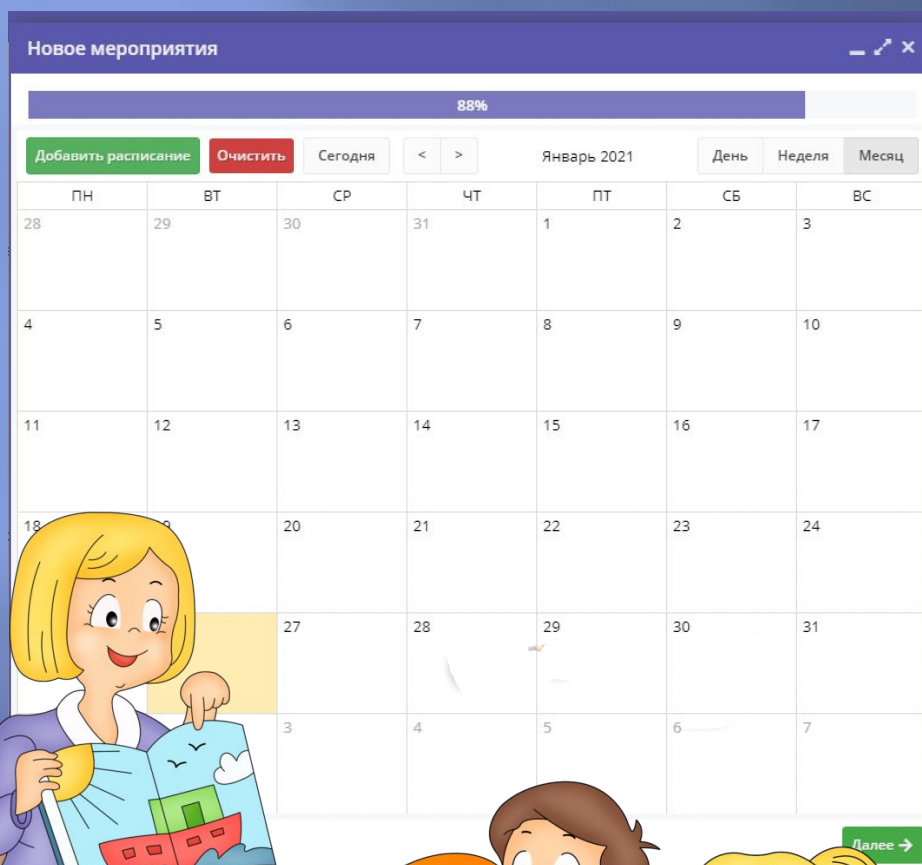 Новое мероприятия
88%
Добавить расписание Очистить Сегодня < > Январь 2021 День Неделя Месяц
ПН ВТ СР ЧТ ПТ СБ ВС
28 29 30 31 1 2 3
4 5 6 7 8 9 10
11 12 13 14 15 16 17
18 20 21 22 23 24
27 28 29 30 31
3 4 5 6 7
Далее →